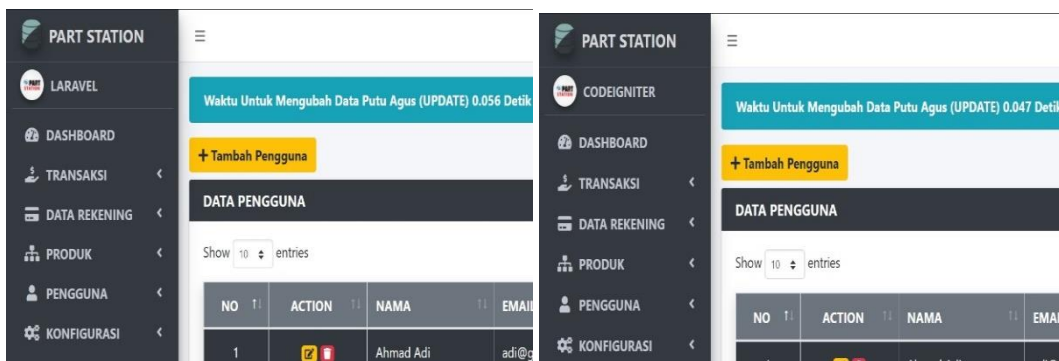 PART STATION
LARAVEL
DASHBOARD
TRANSAKSI
DATA REKENING
PRODUK
PENGGUNA
KONFIGURASI
Waktu Untuk Mengubah Data Putu Agus (UPDATE) 0.056 Detik
+ Tambah Pengguna
DATA PENGGUNA
Show 10 entries
NO ACTION NAMA EMAIL
1 Ahmad Adi adi@g
PART STATION
CODEIGNITER
DASHBOARD
TRANSAKSI
DATA REKENING
PRODUK
PENGGUNA
KONFIGURASI
Waktu Untuk Mengubah Data Putu Agus (UPDATE) 0.047 Detik
+ Tambah Pengguna
DATA PENGGUNA
Show 10 entries
NO ACTION NAMA EMAI